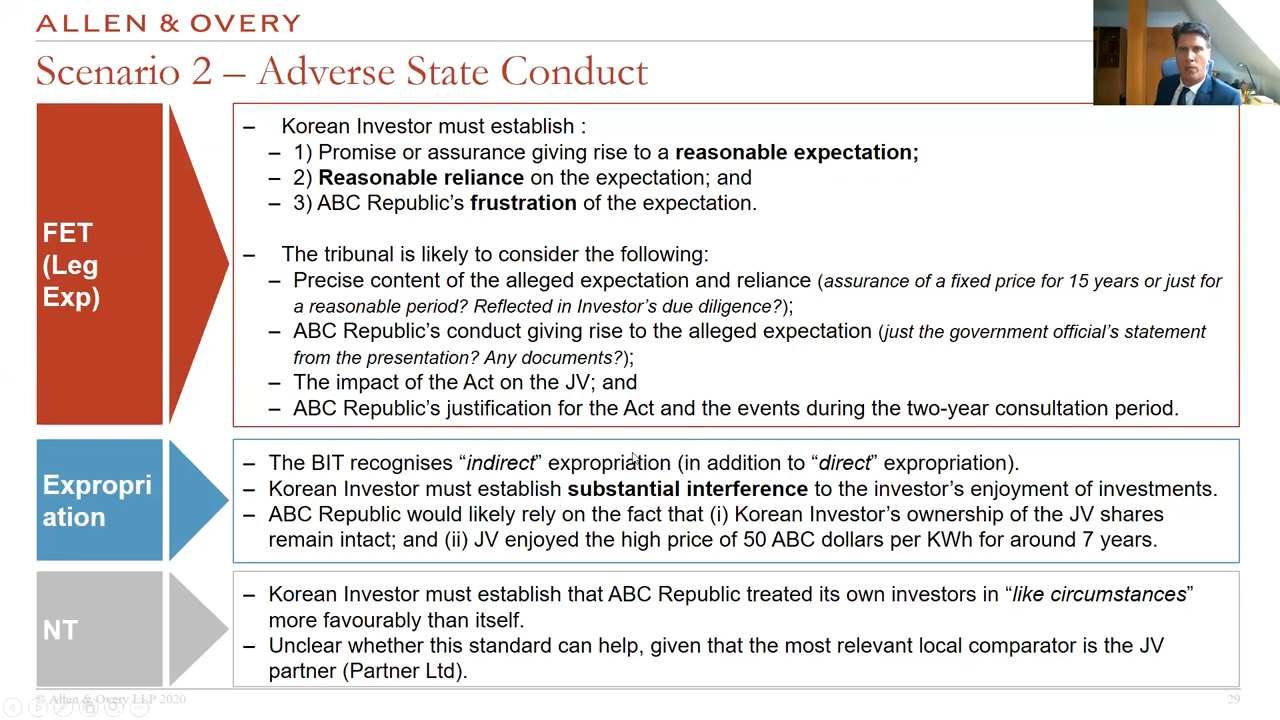 ALLEN & OVERY
Scenario 2 – Adverse State Conduct
FET
(Leg
Exp)
– Korean Investor must establish :
– 1) Promise or assurance giving rise to a reasonable expectation;
– 2) Reasonable reliance on the expectation; and
– 3) ABC Republic’s frustration of the expectation.
– The tribunal is likely to consider the following:
– Precise content of the alleged expectation and reliance (assurance of a fixed price for 15 years or just for
a reasonable period? Reflected in Investor’s due diligence?);
– ABC Republic’s conduct giving rise to the alleged expectation (just the government official’s statement
from the presentation? Any documents?);
– The impact of the Act on the JV; and
– ABC Republic’s justification for the Act and the events during the two-year consultation period.
Expropri
ation
– The BIT recognises “indirect” expropriation (in addition to “direct” expropriation).
– Korean Investor must establish substantial interference to the investor’s enjoyment of investments.
– ABC Republic would likely rely on the fact that (i) Korean Investor’s ownership of the JV shares
remain intact; and (ii) JV enjoyed the high price of 50 ABC dollars per KWh for around 7 years.
NT
– Korean Investor must establish that ABC Republic treated its own investors in “like circumstances”
more favourably than itself.
– Unclear whether this standard can help, given that the most relevant local comparator is the JV
partner (Partner Ltd).
© Allen & Overy LLP 2020
29